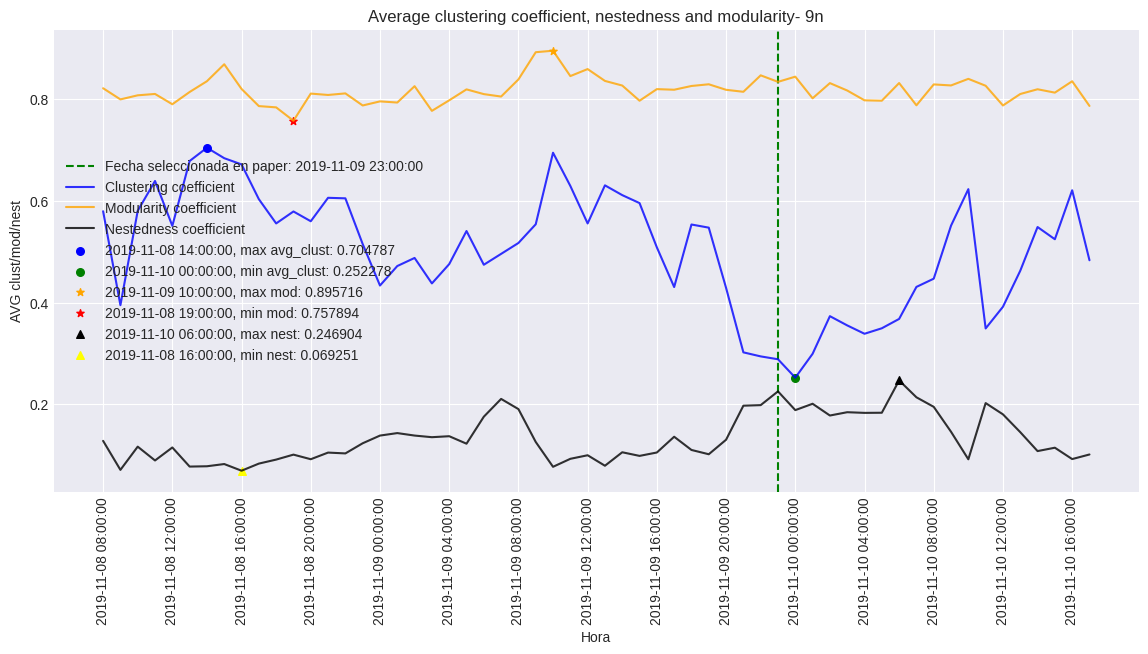 Average clustering coefficient, nestedness and modularity- 9n
AVG clust/mod/nest
0.8
0.6
0.4
0.2
Fecha seleccionada en paper: 2019-11-09 23:00:00
Clustering coefficient
Modularity coefficient
Nestedness coefficient
2019-11-08 14:00:00, max avg_clust: 0.704787
2019-11-10 00:00:00, min avg_clust: 0.252278
2019-11-09 10:00:00, max mod: 0.895716
2019-11-08 19:00:00, min mod: 0.757894
2019-11-10 06:00:00, max nest: 0.246904
2019-11-08 16:00:00, min nest: 0.069251
2019-11-08 08:00:00
2019-11-08 12:00:00
2019-11-08 16:00:00
2019-11-08 20:00:00
2019-11-09 00:00:00
2019-11-09 04:00:00
2019-11-09 08:00:00
2019-11-09 12:00:00
2019-11-09 16:00:00
2019-11-09 20:00:00
2019-11-10 00:00:00
2019-11-10 04:00:00
2019-11-10 08:00:00
2019-11-10 12:00:00
2019-11-10 16:00:00
Hora